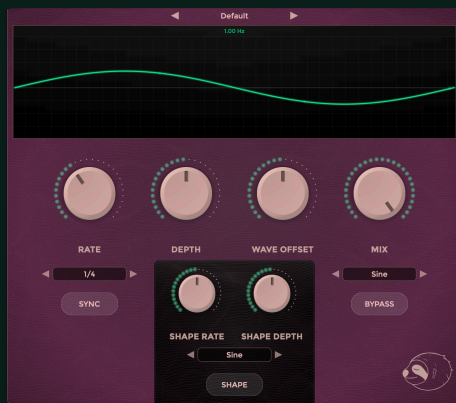 Default
1.00 Hz
RATE
DEPTH
WAVE OFFSET
MIX
1/4
Sine
SYNC
BYPASS
SHAPE RATE
SHAPE DEPTH
Sine
SHAPE